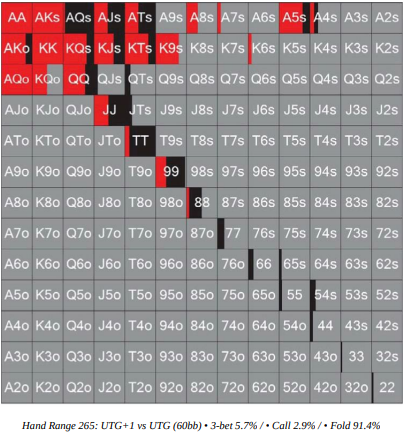 AA AKs AQs AJs ATs A9s A8s A7s A6s A5s A4s A3s A2s
AKo KK KQs KJs KTs K9s K8s K7s K6s K5s K4s K3s K2s
AQo KQo QQ QJs QTs Q9s Q8s Q7s Q6s Q5s Q4s Q3s Q2s
AJo KJo QJo JJ JTs J9s J8s J7s J6s J5s J4s J3s J2s
ATo KTo QTo JTo TT T9s T8s T7s T6s T5s T4s T3s T2s
A9o K9o Q9o J9o T9o 99 98s 97s 96s 95s 94s 93s 92s
A8o K8o Q8o J8o T8o 98o 88 87s 86s 85s 84s 83s 82s
A7o K7o Q7o J7o T7o 97o 87o 77 76s 75s 74s 73s 72s
A6o K6o Q6o J6o T6o 96o 86o 76o 66 65s 64s 63s 62s
A5o K5o Q5o J5o T5o 95o 85o 75o 65o 55 54s 53s 52s
A4o K4o Q4o J4o T4o 94o 84o 74o 64o 54o 44 43s 42s
A3o K3o Q3o J3o T3o 93o 83o 73o 63o 53o 43o 33 32s
A2o K2o Q2o J2o T2o 92o 82o 72o 62o 52o 42o 32o 22
Hand Range 265: UTG+1 vs UTG (60bb) • 3-bet 5.7% / • Call 2.9% / • Fold 91.4%